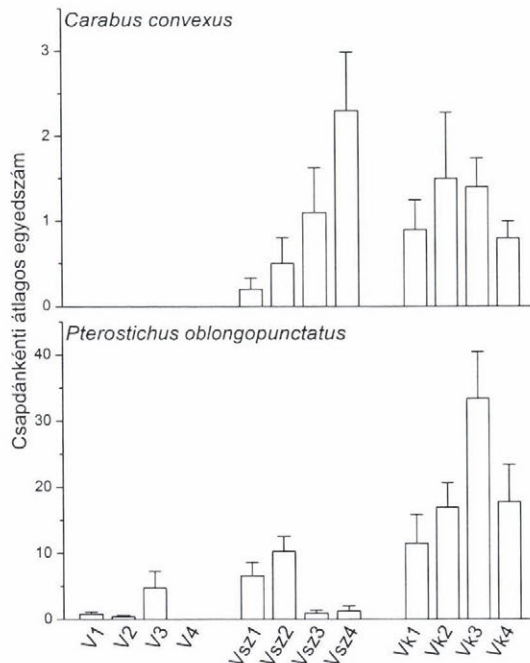 Carabus convexus
3
2
1
0
Csapdánkénti átlagos egyedszám
Pterostichus oblongopunctatus
40
30
20
10
0
V1 V2 V3 V4 Vsz1 Vsz2 Vsz3 Vsz4 Vk1 Vk2 Vk3 Vk4